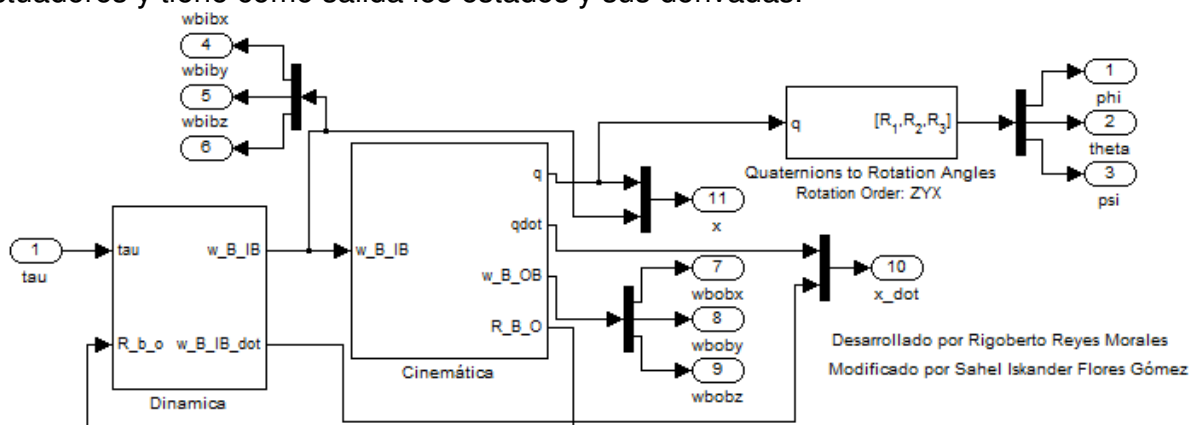 actuadores y tiene como salida los estados y sus derivadas.
wbibx
4
wbiby
5
wbibz
6
q
[R_1,R_2,R_3]
Quaternions to Rotation Angles
Rotation Order: ZYX
1
phi
2
theta
3
psi
1
tau
tau
w_B_IB
R_b_o
w_B_IB_dot
Dinamica
w_B_IB
q
qdot
w_B_OB
R_B_O
Cinemática
11
x
10
x_dot
7
wbobx
8
wboby
9
wbobz
Desarrollado por Rigoberto Reyes Morales
Modificado por Sahel Iskander Flores Gómez